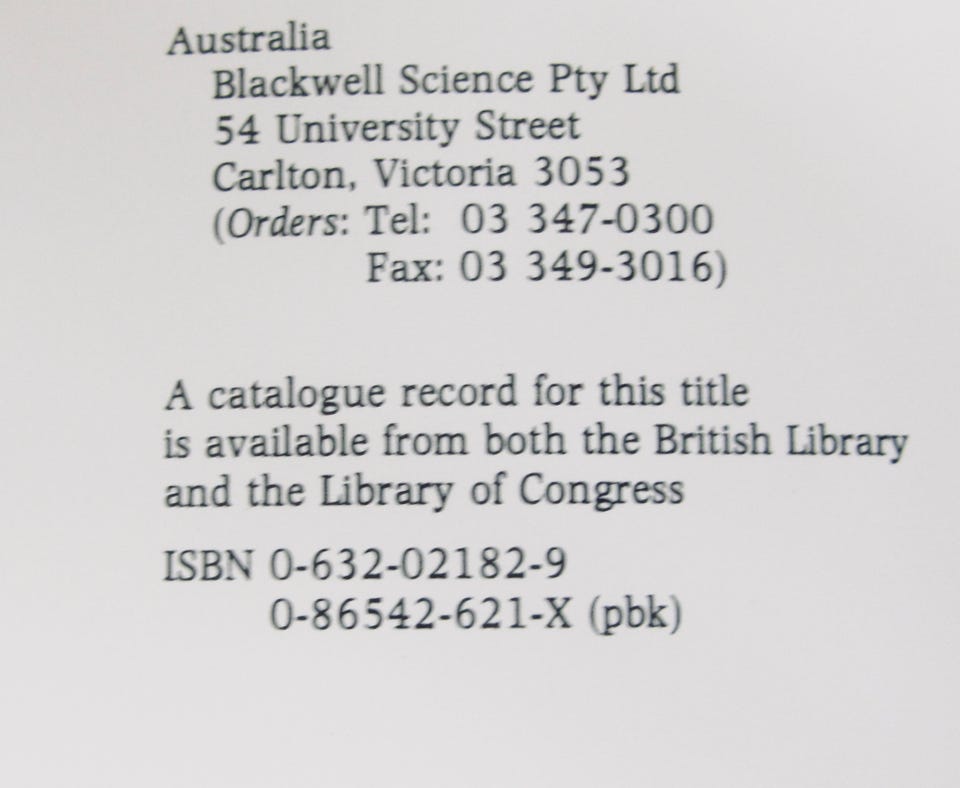 Australia
Blackwell Science Pty Ltd
54 University Street
Carlton, Victoria 3053
(Orders: Tel: 03 347-0300
Fax: 03 349-3016)
A catalogue record for this title
is available from both the British Library
and the Library of Congress
ISBN 0-632-02182-9
0-86542-621-X (pbk)